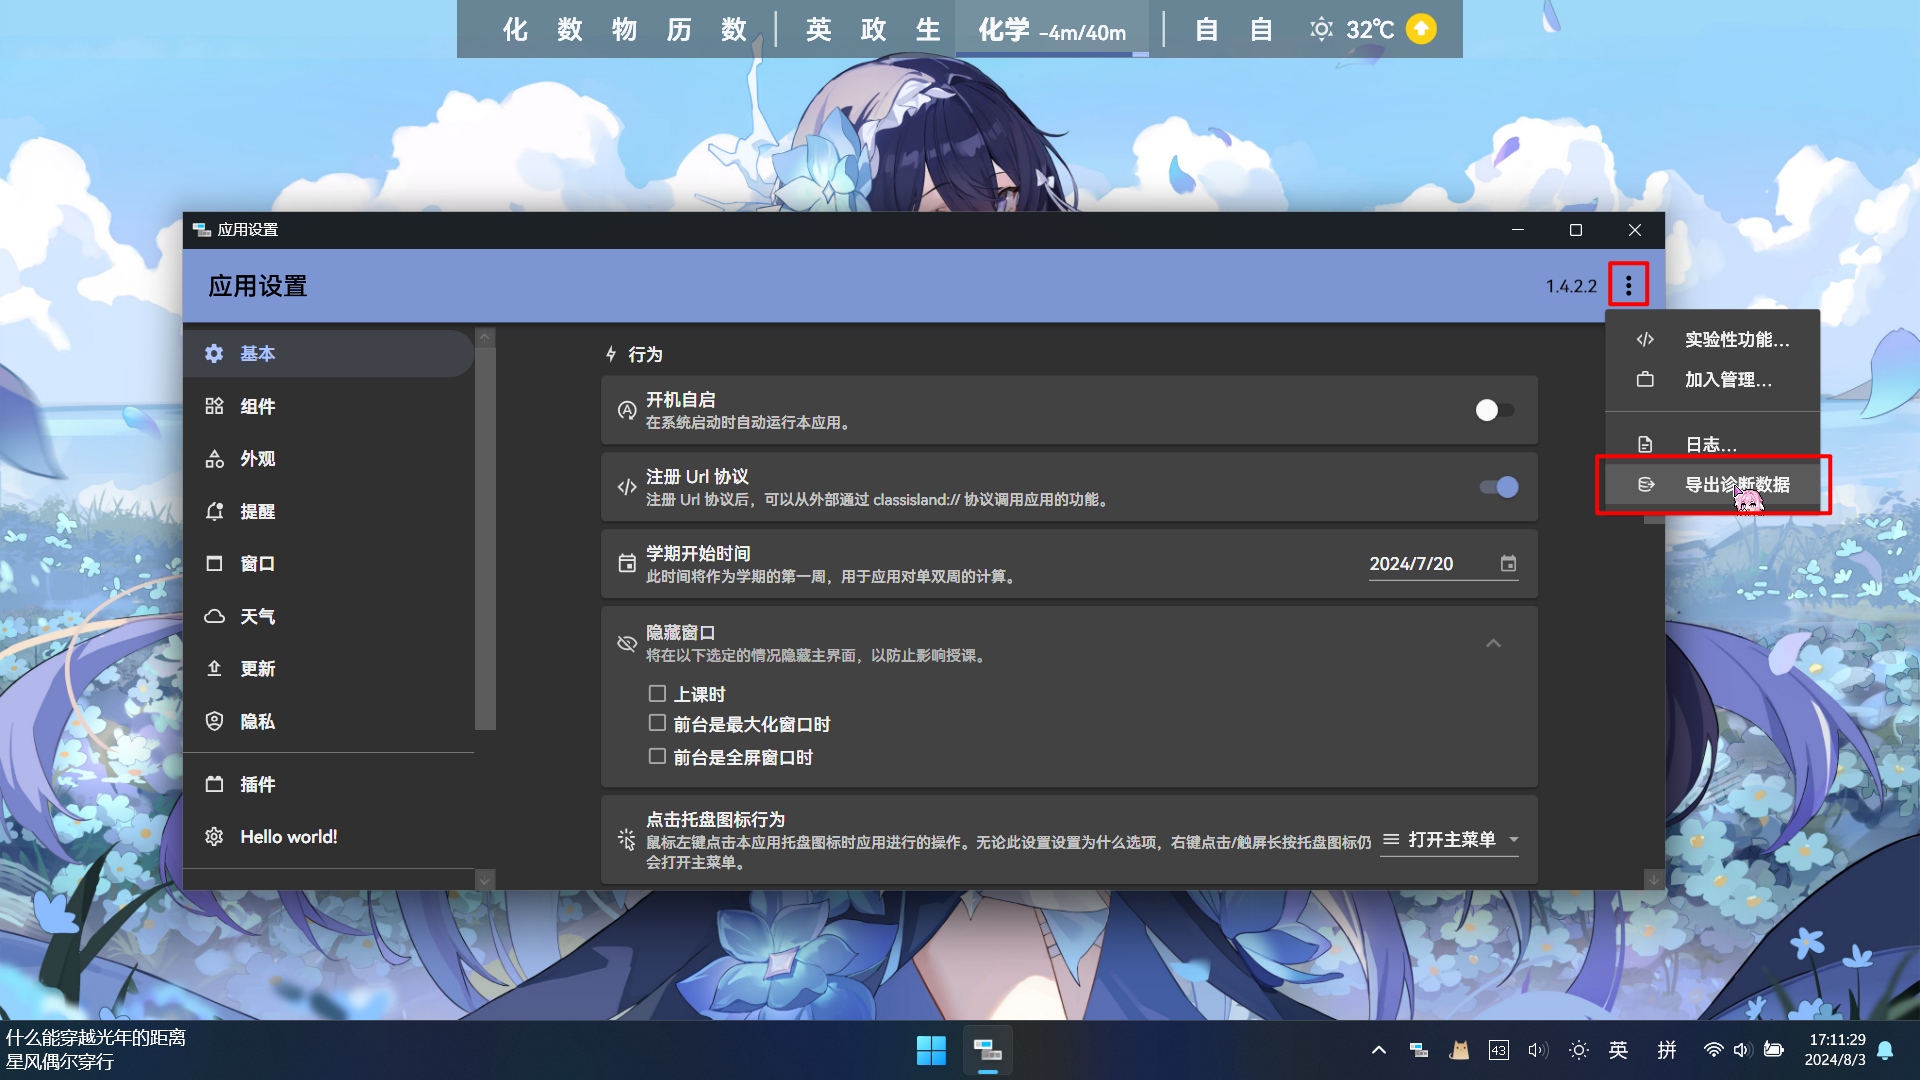 化 数 物 历 数 英 政 生 化学 -4m/40m 自 自 32℃
应用设置
应用设置
1.4.2.2
基本
组件
外观
提醒
窗口
天气
更新
隐私
插件
Hello world!
行为
开机自启
在系统启动时自动运行本应用。
注册 Url 协议
注册 Url 协议后，可以从外部通过 classisland:// 协议调用应用的功能。
学期开始时间
此时间将作为学期的第一周，用于应用对单双周的计算。
2024/7/20
隐藏窗口
将在以下选定的情况隐藏主界面，以防止影响授课。
上课时
前台是最大化窗口时
前台是全屏窗口时
点击托盘图标行为
鼠标左键点击本应用托盘图标时应用进行的操作。无论此设置设置为什么选项，右键点击/触屏长按托盘图标仍
会打开主菜单。
打开主菜单
实验性功能...
加入管理...
日志...
导出诊断数据
什么能穿越光年的距离
星风偶尔穿行
43
英
拼
17:11:29
2024/8/3